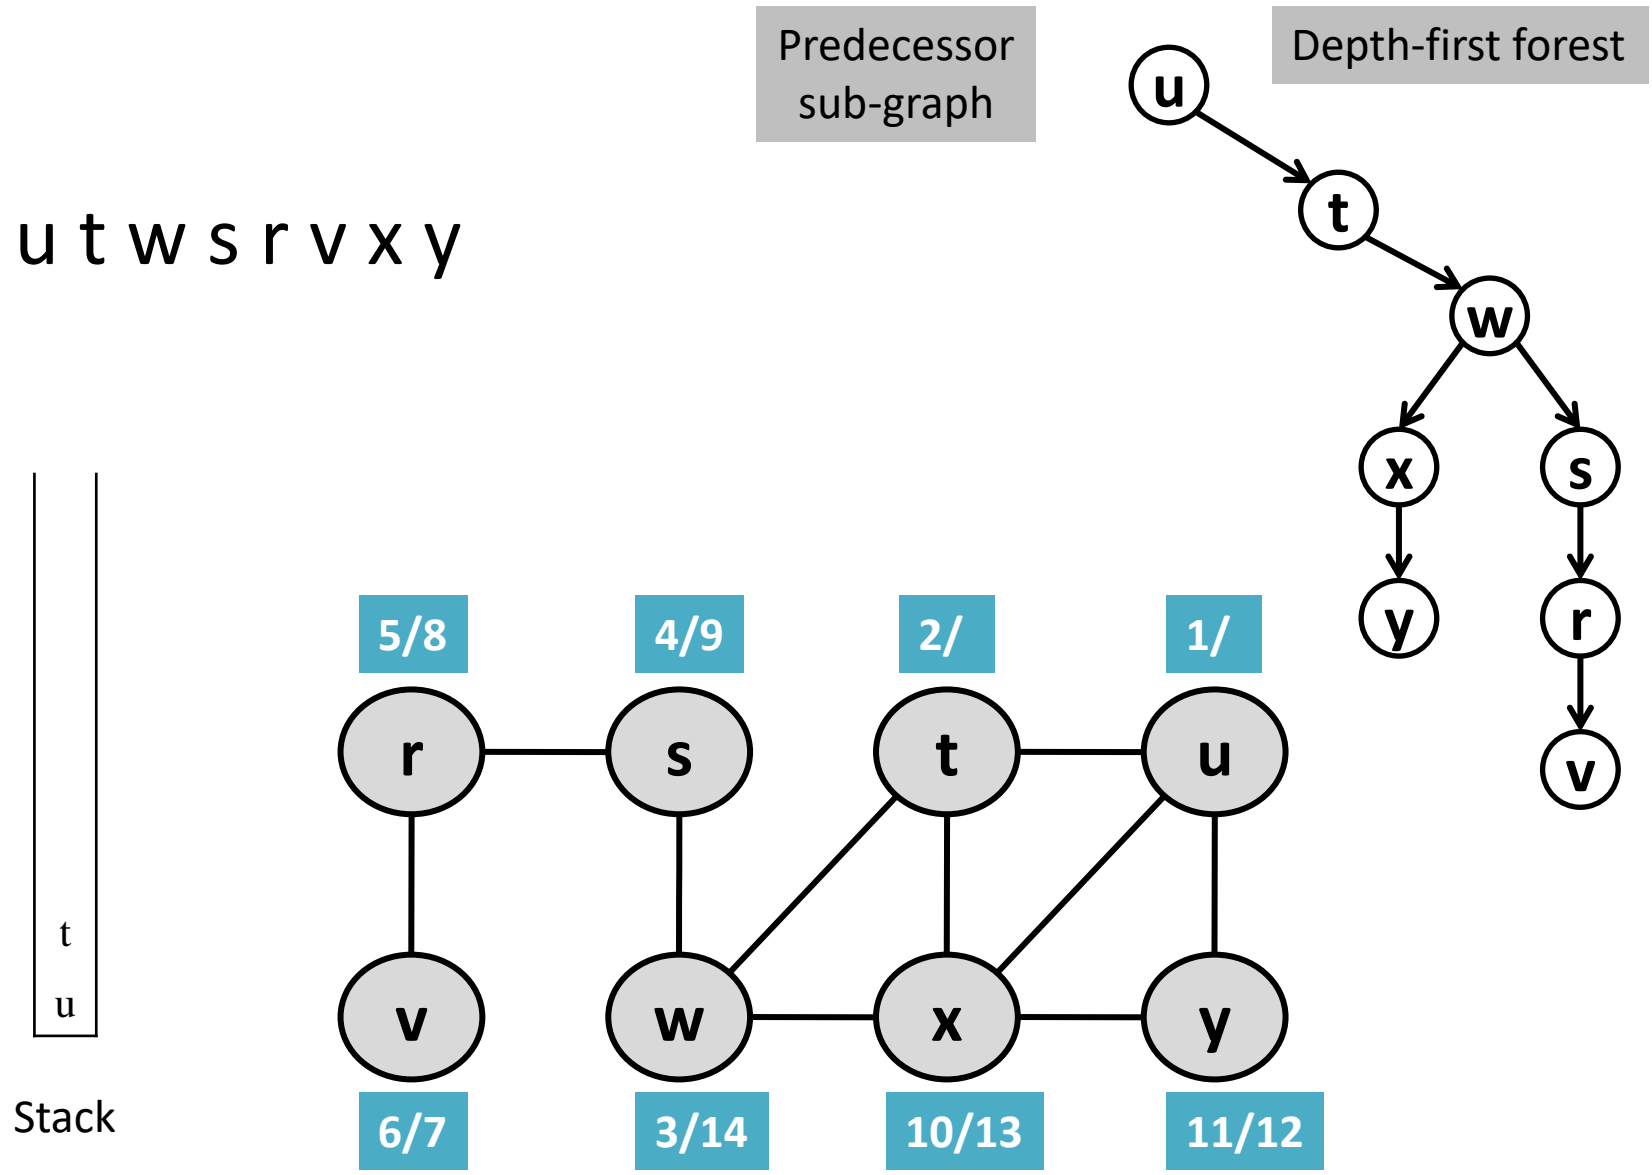 Predecessor
sub-graph
Depth-first forest
u
t
u t w s r v x y
w
x s
y r
v
5/8 4/9 2/ 1/
r s t u
t
u
v w x y
Stack
6/7 3/14 10/13 11/12